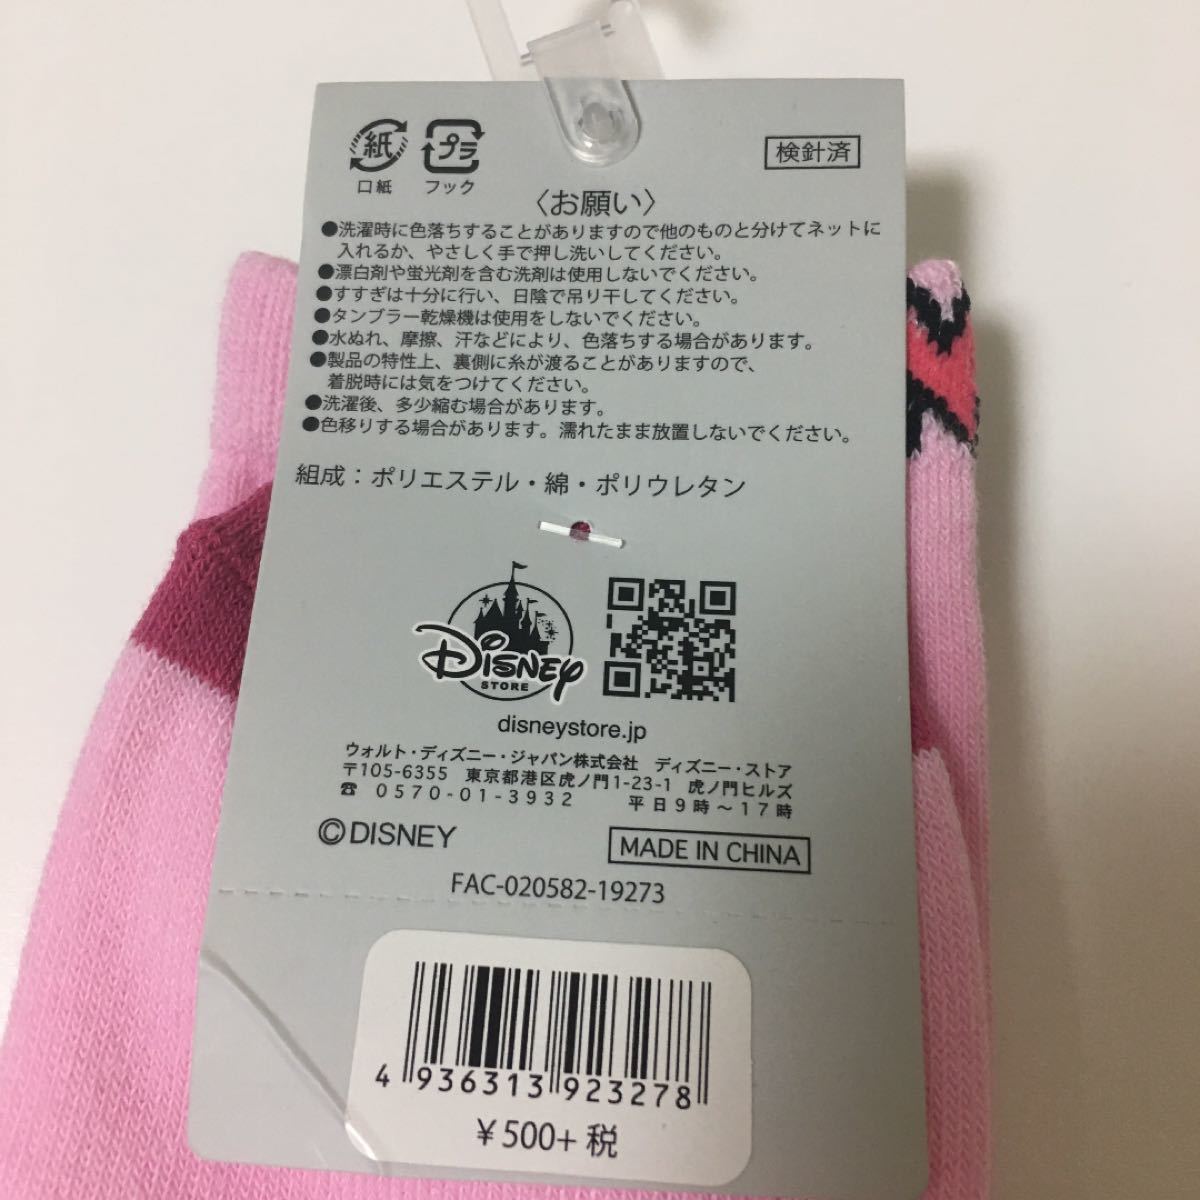 紙
プラ
検針済
口紙
フック
〈お願い〉
●洗濯時に色落ちすることがありますので他のものと分けてネットに
入れるか、やさしく手で押し洗いしてください。
●漂白剤や蛍光剤を含む洗剤は使用しないでください。
●すすぎは十分に行い、日陰で吊り干してください。
●タンブラー乾燥機は使用をしないでください。
●水ぬれ、摩擦、汗などにより、色落ちする場合があります。
●製品の特性上、裏側に糸が渡ることがありますので、
着脱時には気をつけてください。
●洗濯後、多少縮む場合があります。
●色移りする場合があります。濡れたまま放置しないでください。
組成：ポリエステル・綿・ポリウレタン
DISNEY
STORE
disneystore.jp
ウォルト・ディズニー・ジャパン株式会社 ディズニー・ストア
〒105-6355 東京都港区虎ノ門1-23-1 虎ノ門ヒルズ
☎ 0570-01-3932 平日9時～17時
©DISNEY
MADE IN CHINA
FAC-020582-19273
4 936313 923278
¥500+税